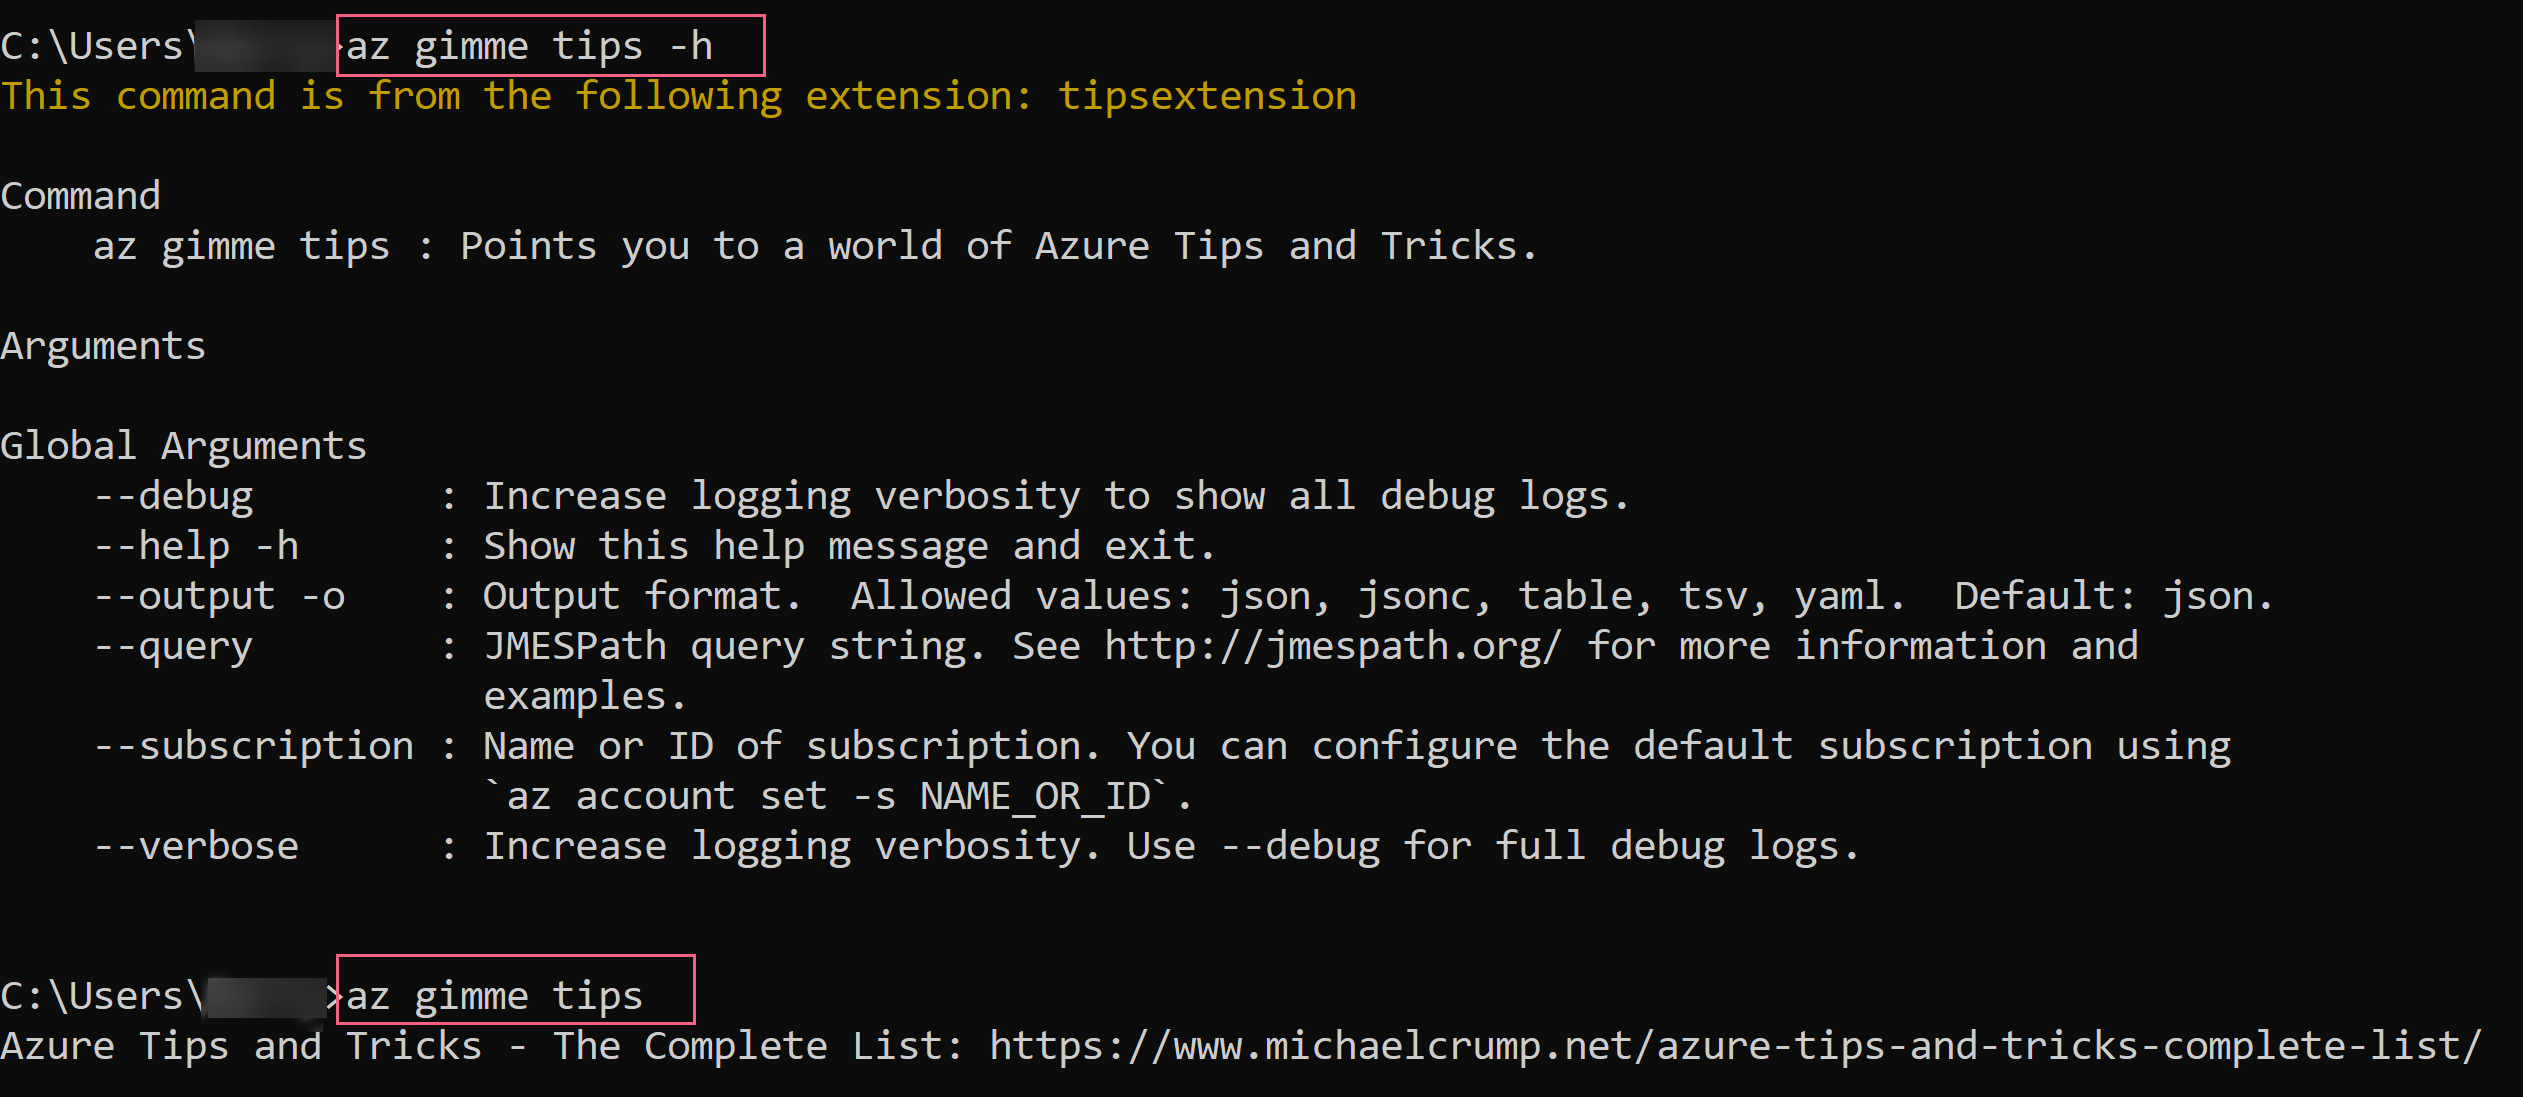 C:\Users\>az gimme tips -h
This command is from the following extension: tipsextension
Command
az gimme tips : Points you to a world of Azure Tips and Tricks.
Arguments
Global Arguments
--debug : Increase logging verbosity to show all debug logs.
--help -h : Show this help message and exit.
--output -o : Output format.  Allowed values: json, jsonc, table, tsv, yaml.  Default: json.
--query : JMESPath query string. See http://jmespath.org/ for more information and
examples.
--subscription : Name or ID of subscription. You can configure the default subscription using
`az account set -s NAME_OR_ID`.
--verbose : Increase logging verbosity. Use --debug for full debug logs.
C:\Users\>az gimme tips
Azure Tips and Tricks - The Complete List: https://www.michaelcrump.net/azure-tips-and-tricks-complete-list/